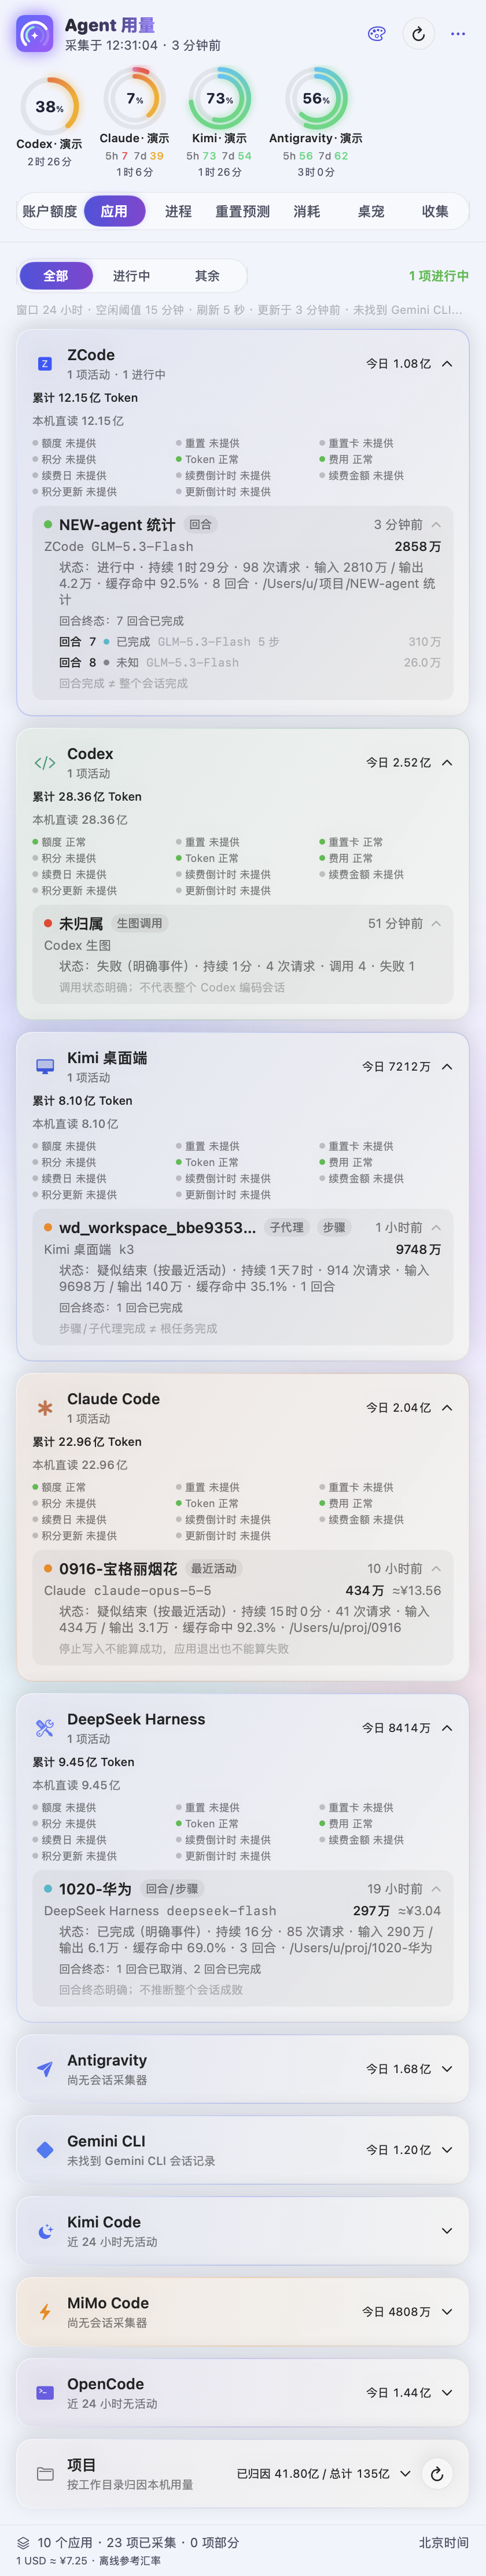 Agent 用量
采集于 12:31:04 · 3 分钟前
38%
7%
73%
56%
Codex · 演示
Claude · 演示
Kimi · 演示
Antigravity · 演示
2时26分
5h 7 7d 39
5h 73 7d 54
5h 56 7d 62
1时6分
1时26分
3时0分
账户额度 应用 进程 重置预测 消耗 桌宠 收集
全部 进行中 其余
1 项进行中
窗口 24 小时 · 空闲阈值 15 分钟 · 刷新 5 秒 · 更新于 3 分钟前 · 未找到 Gemini CLI...
Z
ZCode
1 项活动 · 1 进行中
今日 1.08亿
累计 12.15亿 Token
本机直读 12.15亿
额度 未提供 重置 未提供 重置卡 未提供
积分 未提供 Token 正常 费用 正常
续费日 未提供 续费倒计时 未提供 续费金额 未提供
积分更新 未提供 更新倒计时 未提供
NEW-agent 统计 回合 3 分钟前
ZCode GLM-5.3-Flash 2858万
状态：进行中 · 持续 1时29分 · 98 次请求 · 输入 2810万 / 输出
4.2万 · 缓存命中 92.5% · 8 回合 · /Users/u/项目/NEW-agent 统
计
回合终态：7 回合已完成
回合 7 已完成 GLM-5.3-Flash 5 步 310万
回合 8 未知 GLM-5.3-Flash 26.0万
回合完成 ≠ 整个会话完成
Codex
1 项活动
今日 2.52亿
累计 28.36亿 Token
本机直读 28.36亿
额度 正常 重置 未提供 重置卡 正常
积分 未提供 Token 正常 费用 正常
续费日 未提供 续费倒计时 未提供 续费金额 未提供
积分更新 未提供 更新倒计时 未提供
未归属 生图调用 51 分钟前
Codex 生图
状态：失败 (明确事件) · 持续 1分 · 4 次请求 · 调用 4 · 失败 1
调用状态明确；不代表整个 Codex 编码会话
Kimi 桌面端
1 项活动
今日 7212万
累计 8.10亿 Token
本机直读 8.10亿
额度 未提供 重置 未提供 重置卡 未提供
积分 未提供 Token 正常 费用 正常
续费日 未提供 续费倒计时 未提供 续费金额 未提供
积分更新 未提供 更新倒计时 未提供
wd_workspace_bbe9353... 子代理 步骤 1 小时前
Kimi 桌面端 k3 9748万
状态：疑似结束 · 持续 1天7时 · 914 次请求 · 输入
9698万 / 输出 140万 · 缓存命中 35.1% · 1 回合
回合终态：1 回合已完成
步骤/子代理完成 ≠ 根任务完成
Claude Code
1 项活动
今日 2.04亿
累计 22.96亿 Token
本机直读 22.96亿
额度 正常 重置 未提供 重置卡 未提供
积分 未提供 Token 正常 费用 正常
续费日 未提供 续费倒计时 未提供 续费金额 未提供
积分更新 未提供 更新倒计时 未提供
0916-宝格丽烟花 最近活动 10 小时前
Claude claude-opus-5-5 434万 ≈¥13.56
状态：疑似结束 (按最近活动) · 持续 15时0分 · 41 次请求 · 输入
434万 / 输出 3.1万 · 缓存命中 92.3% · /Users/u/proj/0916
停止写入不能算成功，应用退出也不能算失败
DeepSeek Harness
1 项活动
今日 8414万
累计 9.45亿 Token
本机直读 9.45亿
额度 未提供 重置 未提供 重置卡 未提供
积分 未提供 Token 正常 费用 正常
续费日 未提供 续费倒计时 未提供 续费金额 未提供
积分更新 未提供 更新倒计时 未提供
1020-华为 回合/步骤 19 小时前
DeepSeek Harness deepseek-flash 297万 ≈¥3.04
状态：已完成 (明确事件) · 持续 16分 · 85 次请求 · 输入 290万 /
输出 6.1万 · 缓存命中 69.0% · 3 回合 · /Users/u/proj/1020-华为
回合终态：1 回合已取消、2 回合已完成
回合终态明确；不推断整个会话成败
Antigravity
尚无会话采集器
今日 1.68亿
Gemini CLI
未找到 Gemini CLI 会话记录
今日 1.20亿
Kimi Code
近 24 小时无活动
MiMo Code
尚无会话采集器
今日 4808万
OpenCode
近 24 小时无活动
今日 1.44亿
项目
按工作目录归因本机用量
已归因 41.80亿 / 总计 135亿
10 个应用 · 23 项已采集 · 0 项部分
北京时间
1 USD ≈ ¥7.25 · 离线参考汇率